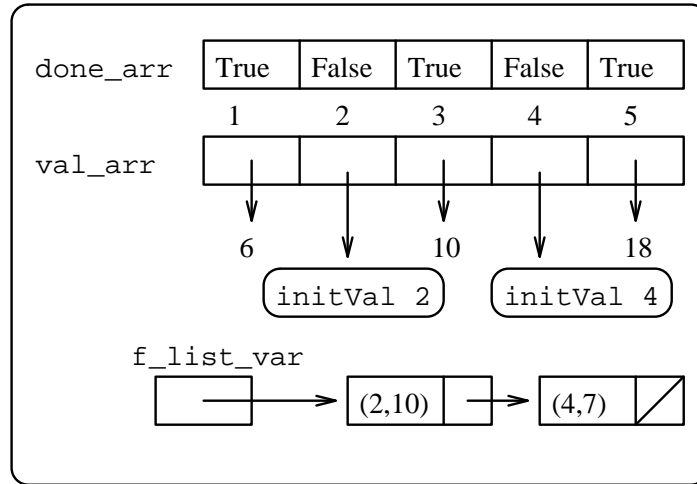 done_arr True False True False True
1 2 3 4 5
val_arr
6 10 18
initVal 2 initVal 4
f_list_var
(2,10) (4,7)